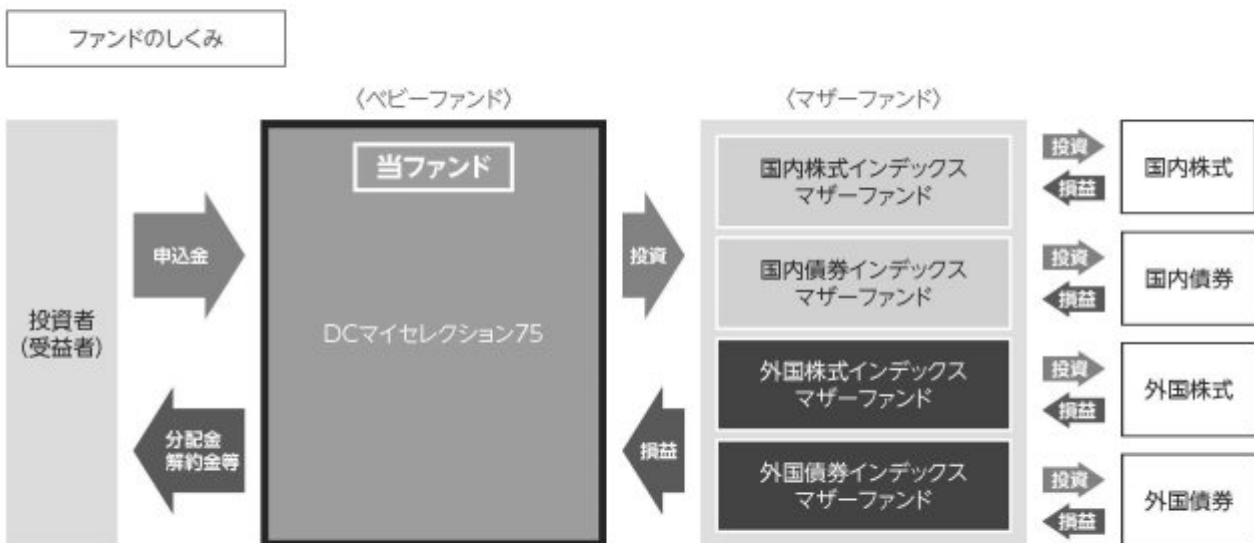 ファンドのしくみ
〈ベビーファンド〉
〈マザーファンド〉
投資者
(受益者)
申込金
分配金
解約金等
当ファンド
DCマイセレクション75
投資
損益
国内株式インデックス
マザーファンド
国内債券インデックス
マザーファンド
外国株式インデックス
マザーファンド
外国債券インデックス
マザーファンド
投資
損益
国内株式
投資
損益
国内債券
投資
損益
外国株式
投資
損益
外国債券